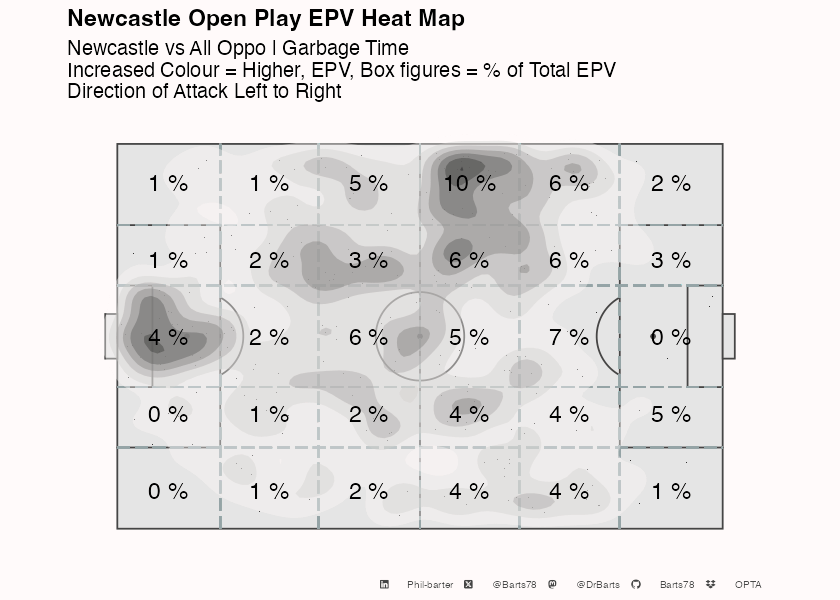 Newcastle Open Play EPV Heat Map
Newcastle vs All Oppo | Garbage Time
Increased Colour = Higher, EPV, Box figures = % of Total EPV
Direction of Attack Left to Right
1 % 1 % 5 % 10 % 6 % 2 %
1 % 2 % 3 % 6 % 6 % 3 %
4 % 2 % 6 % 5 % 7 % 0 %
0 % 1 % 2 % 4 % 4 % 5 %
0 % 1 % 2 % 4 % 4 % 1 %
Phil-barter @Barts78 @DrBarts Barts78 OPTA